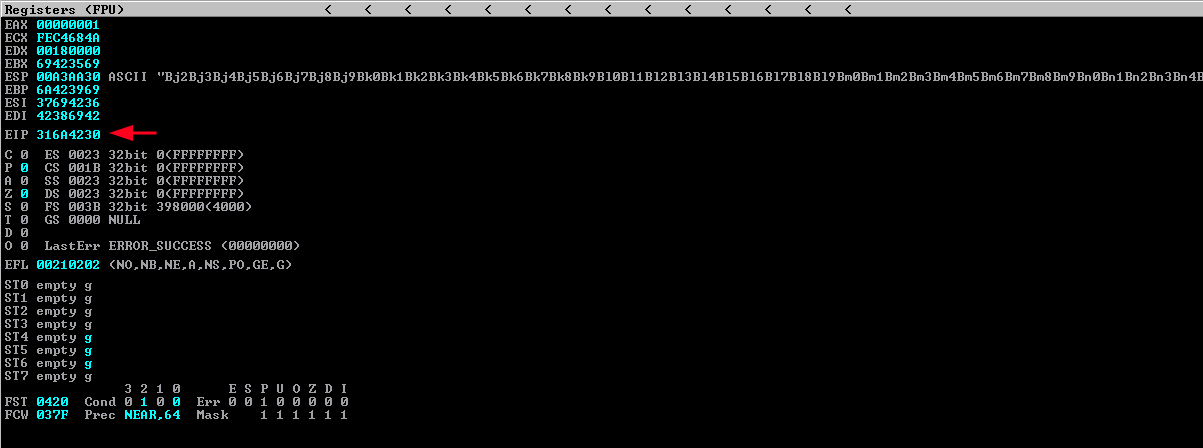 Registers (FPU) < < < < < < < < < < < < < <
EAX 00000001
ECX FEC4684A
EDX 00180000
EBX 69423569
ESP 00A3AA30 ASCII "Bj2Bj3Bj4Bj5Bj6Bj7Bj8Bj9Bk0Bk1Bk2Bk3Bk4Bk5Bk6Bk7Bk8Bk9Bl0Bl1Bl2Bl3Bl4Bl5Bl6Bl7Bl8Bl9Bm0Bm1Bm2Bm3Bm4Bm5Bm6Bm7Bm8Bm9Bn0Bn1Bn2Bn3Bn4B
EBP 6A423969
ESI 37694236
EDI 42386942
EIP 316A4230
C 0 ES 0023 32bit 0(FFFFFFFF)
P 0 CS 001B 32bit 0(FFFFFFFF)
A 0 SS 0023 32bit 0(FFFFFFFF)
Z 0 DS 0023 32bit 0(FFFFFFFF)
S 0 FS 003B 32bit 398000(4000)
T 0 GS 0000 NULL
D 0
O 0 LastErr ERROR_SUCCESS (00000000)
EFL 00210202 (NO,NB,NE,A,NS,PO,GE,G)
ST0 empty g
ST1 empty g
ST2 empty g
ST3 empty g
ST4 empty g
ST5 empty g
ST6 empty g
ST7 empty g
3 2 1 0 E S P U O Z D I
FST 0420 Cond 0 1 0 0 Err 0 0 1 0 0 0 0 0
FCW 037F Prec NEAR,64 Mask 1 1 1 1 1 1